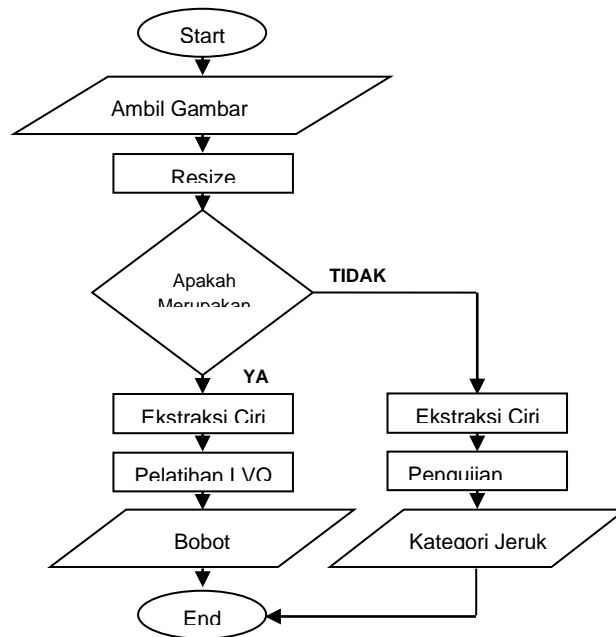 Start
Ambil Gambar
Resize
Apakah
Merupakan
TIDAK
YA
Ekstraksi Ciri
Ekstraksi Ciri
Pelatihan LVQ
Pengujian
Bobot
Kategori Jeruk
End